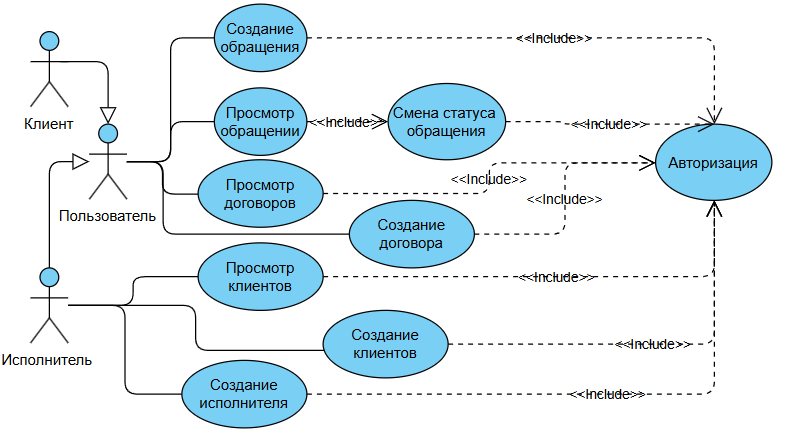 Создание
обращения
<<Include>>
Клиент
Просмотр
обращении
<<Include>>
Смена статуса
обращения
<<Include>>
Авторизация
Пользователь
Просмотр
договоров
<<Include>>
Создание
договора
<<Include>>
Просмотр
клиентов
<<Include>>
Исполнитель
Создание
клиентов
<<Include>>
Создание
исполнителя
<<Include>>